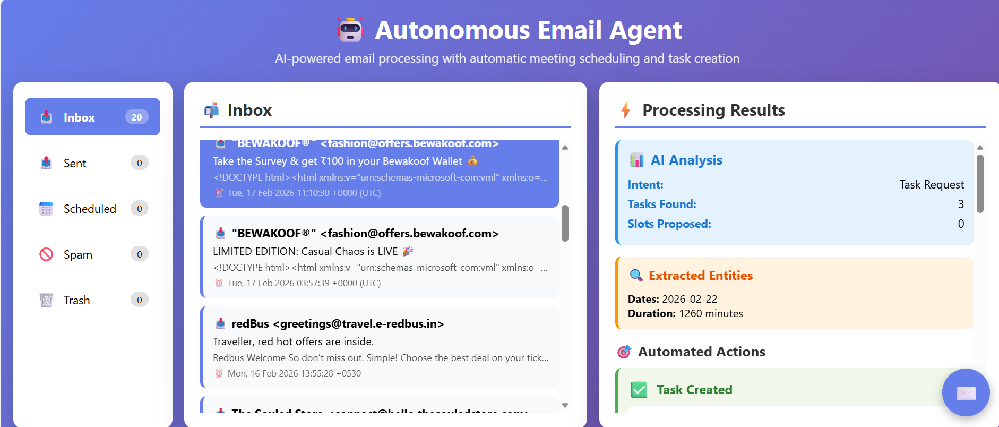 Autonomous Email Agent
AI-powered email processing with automatic meeting scheduling and task creation
Inbox 20
Sent 0
Scheduled 0
Spam 0
Trash 0
Inbox
"BEWAKOOF®" <fashion@offers.bewakoof.com>
Take the Survey & get ₹100 in your Bewakoof Wallet 💰
<!DOCTYPE html><html xmlns:v="urn:schemas-microsoft-com:vml" xmlns:o=...
Tue, 17 Feb 2026 11:10:30 +0000 (UTC)
"BEWAKOOF®" <fashion@offers.bewakoof.com>
LIMITED EDITION: Casual Chaos is LIVE 🎉
<!DOCTYPE html><html xmlns:v="urn:schemas-microsoft-com:vml" xmlns:o=...
Tue, 17 Feb 2026 03:57:39 +0000 (UTC)
redBus <greetings@travel.e-redbus.in>
Traveller, red hot offers are inside.
Redbus Welcome So don’t miss out. Simple! Choose the best deal on your tick...
Mon, 16 Feb 2026 13:55:28 +0530
The Souled Store <connect@hello.thesouledstore.com>
Processing Results
AI Analysis
Intent: Task Request
Tasks Found: 3
Slots Proposed: 0
Extracted Entities
Dates: 2026-02-22
Duration: 1260 minutes
Automated Actions
Task Created